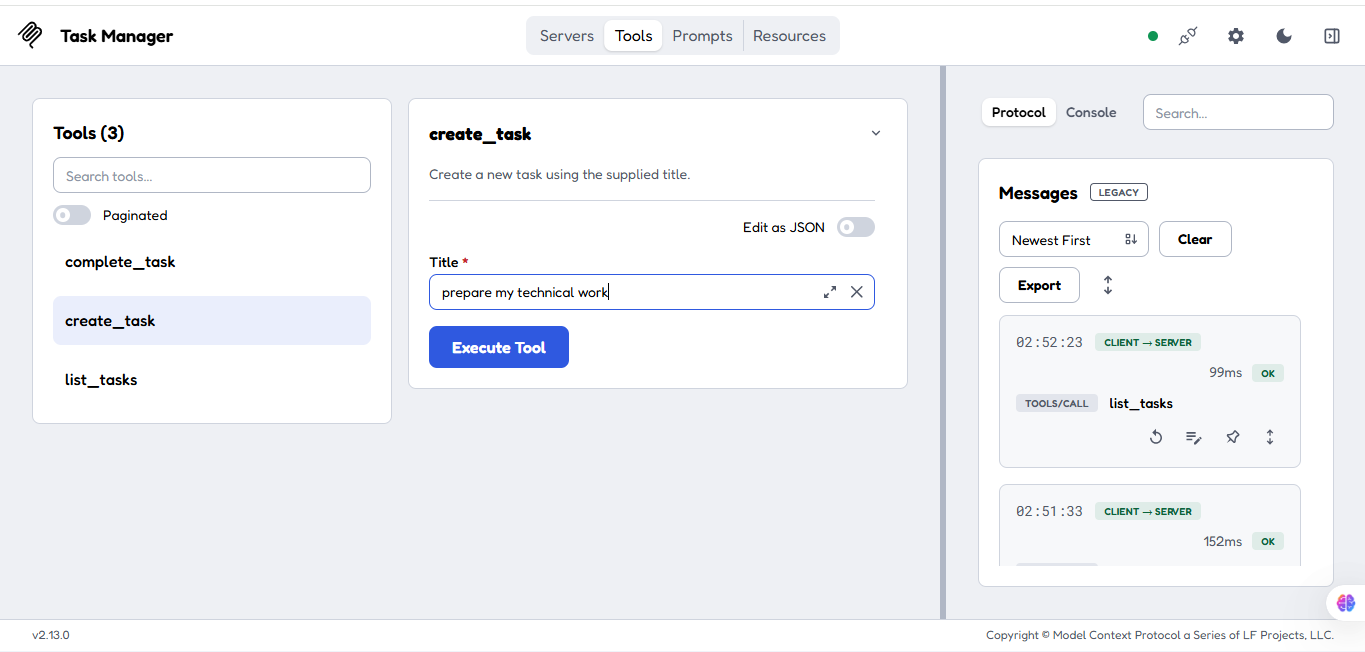 Task Manager
Servers Tools Prompts Resources
Tools (3)
Search tools...
Paginated
complete_task
create_task
list_tasks
create_task
Create a new task using the supplied title.
Edit as JSON
Title *
prepare my technical work
Execute Tool
Protocol Console Search...
Messages LEGACY
Newest First Clear
Export
02:52:23 CLIENT → SERVER
99ms OK
TOOLS/CALL list_tasks
02:51:33 CLIENT → SERVER
152ms OK
v2.13.0
Copyright © Model Context Protocol a Series of LF Projects, LLC.